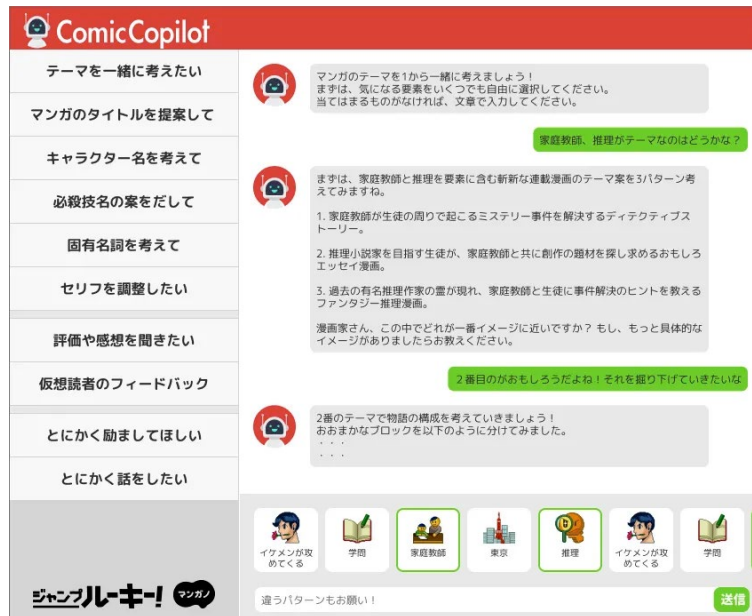 Comic Copilot
テーマを一緒に考えたい
マンガのタイトルを提案して
キャラクター名を考えて
必殺技名の案をだして
固有名詞を考えて
セリフを調整したい
評価や感想を聞きたい
仮想読者のフィードバック
とにかく励ましてほしい
とにかく話をしたい
ジャンプルーキー!
マンガノ
マンガのテーマを1から一緒に考えましょう！
まずは、気になる要素をいくつでも自由に選択してください。
当てはまるものがなければ、文章で入力してください。
家庭教師、推理がテーマなのはどうかな？
まずは、家庭教師と推理を要素に含む斬新な連載漫画のテーマ案を3パターン考
えてみますね。
1. 家庭教師が生徒の周りで起こるミステリー事件を解決するディテクティブス
トーリー。
2. 推理小説家を目指す生徒が、家庭教師と共に創作の題材を探し求めるおもしろ
エッセイ漫画。
3. 過去の有名推理作家の霊が現れ、家庭教師と生徒に事件解決のヒントを教える
ファンタジー推理漫画。
漫画家さん、この中でどれが一番イメージに近いですか？ もし、もっと具体的な
イメージがありましたらお教えください。
２番目のがおもしろうだよね！それを掘り下げていきたいな
2番のテーマで物語の構成を考えていきましょう！
おおまかなブロックを以下のように分けてみました。
・・・
・・・
イケメンが攻
めてくる
学問
家庭教師
東京
推理
イケメンが攻
めてくる
学問
違うパターンもお願い！
送信